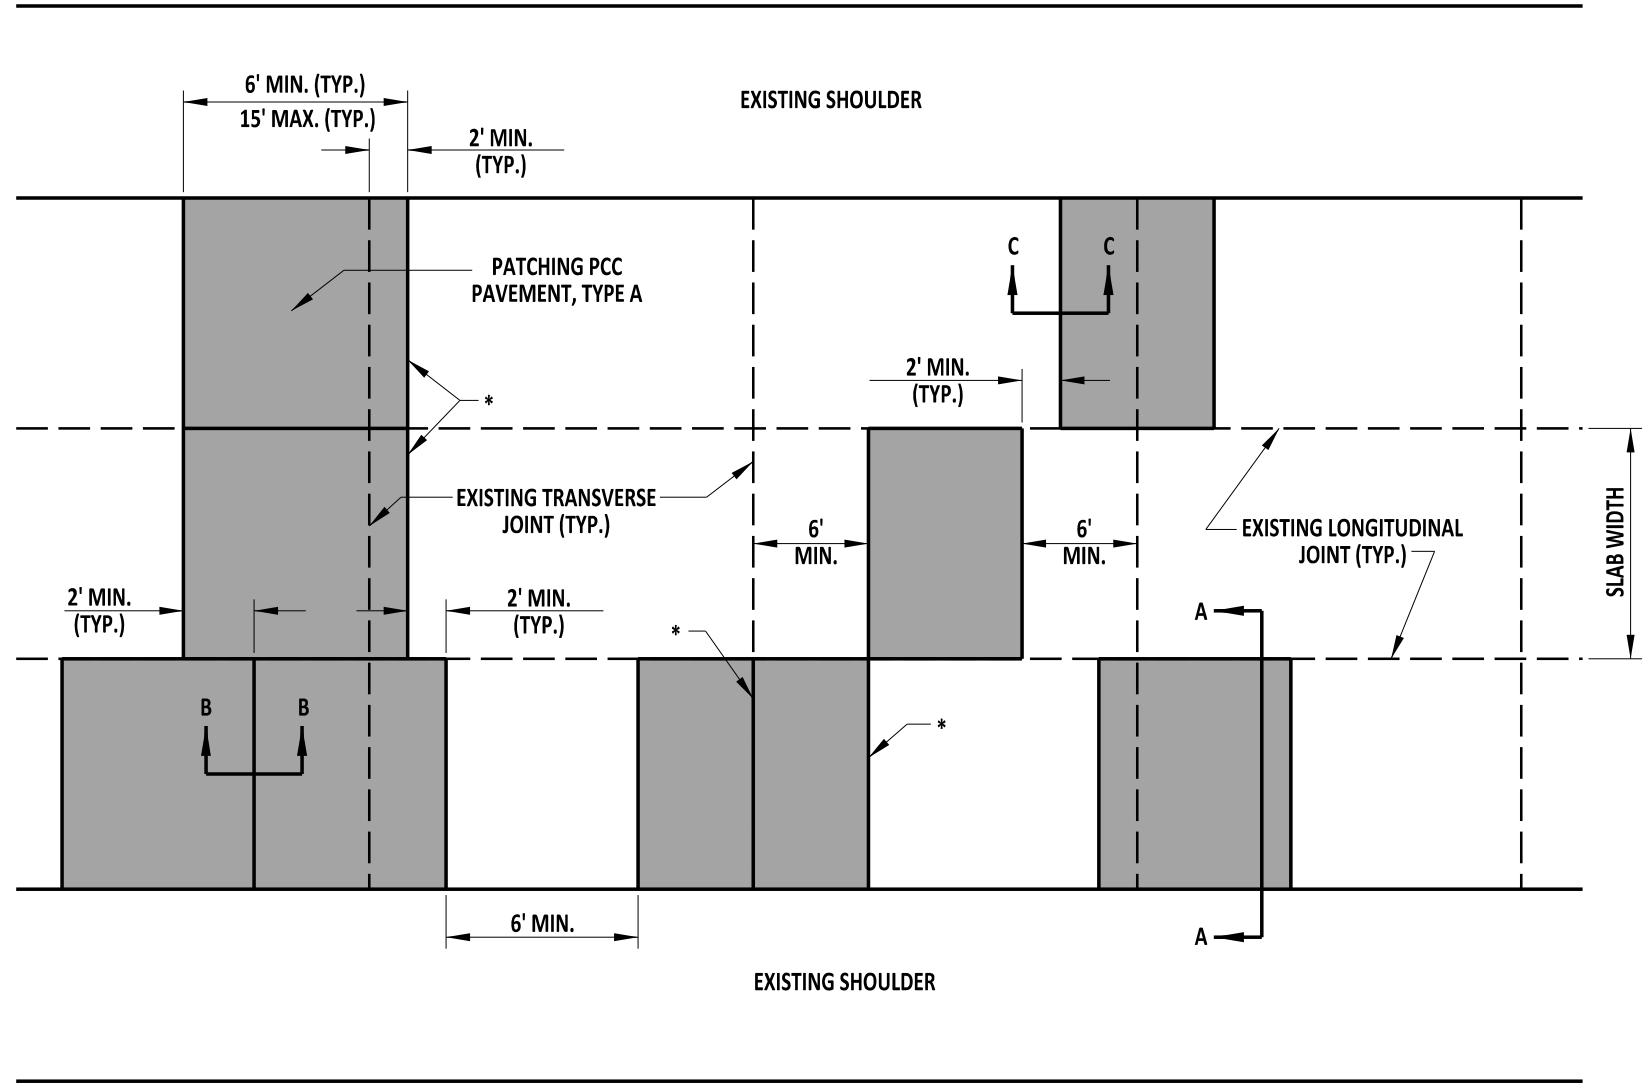 6' MIN. (TYP.)
15' MAX. (TYP.)
EXISTING SHOULDER
2' MIN.
(TYP.)
C
C
PATCHING PCC
PAVEMENT, TYPE A
2' MIN.
(TYP.)
*
EXISTING TRANSVERSE
JOINT (TYP.)
6'
MIN.
6'
MIN.
EXISTING LONGITUDINAL
JOINT (TYP.)
SLAB WIDTH
2' MIN.
(TYP.)
2' MIN.
(TYP.)
*
A
B
B
*
6' MIN.
A
EXISTING SHOULDER